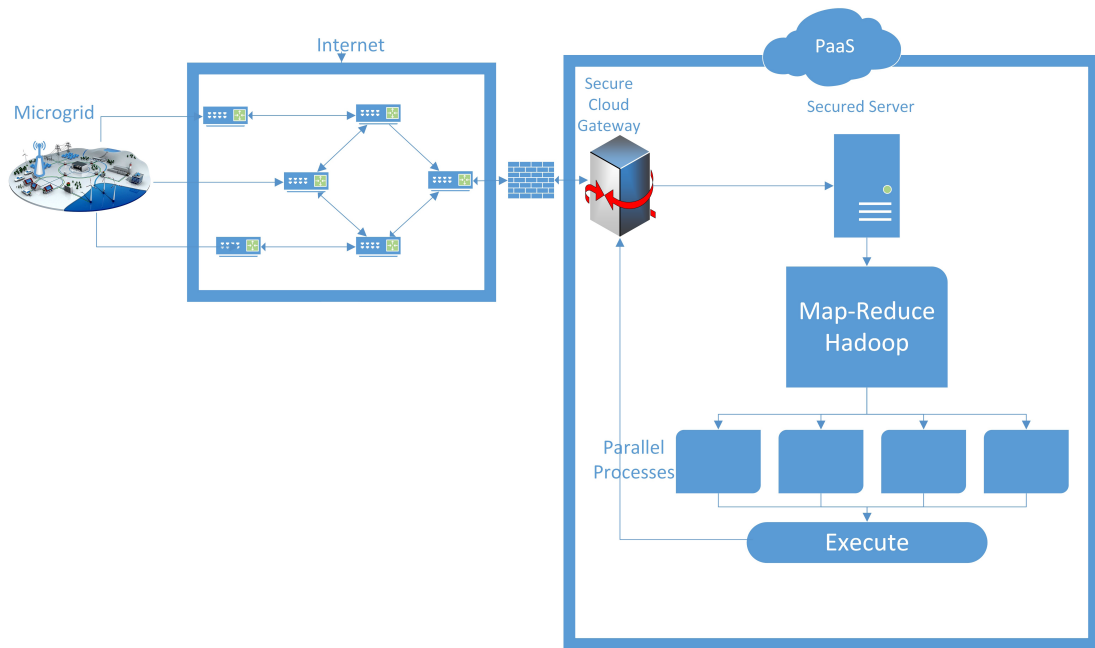 Internet
Microgrid
PaaS
Secure
Cloud
Gateway
Secured Server
Map-Reduce
Hadoop
Parallel
Processes
Execute